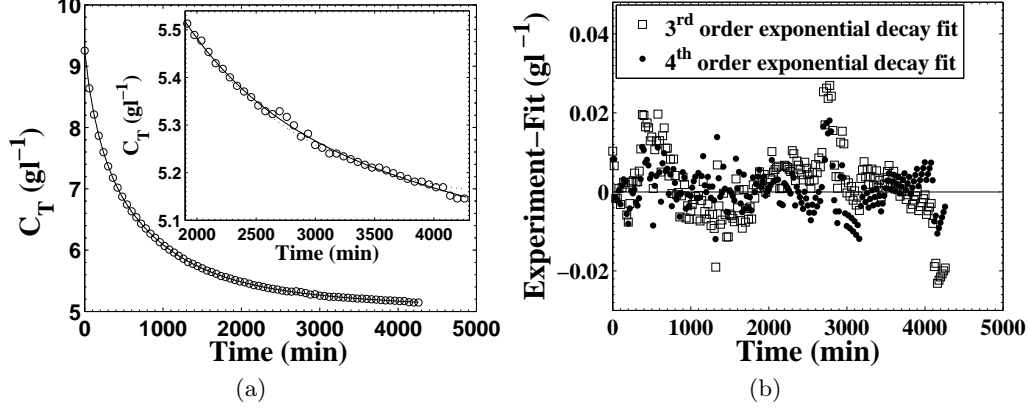 10
9
8
7
6
5
C_T (gl⁻¹)
0 1000 2000 3000 4000 5000
Time (min)
5.5
5.4
5.3
5.2
5.1
C_T (gl⁻¹)
2000 2500 3000 3500 4000
Time (min)
(a)
0.04
0.02
0
−0.02
Experiment−Fit (gl⁻¹)
3rd order exponential decay fit
4th order exponential decay fit
0 1000 2000 3000 4000 5000
Time (min)
(b)